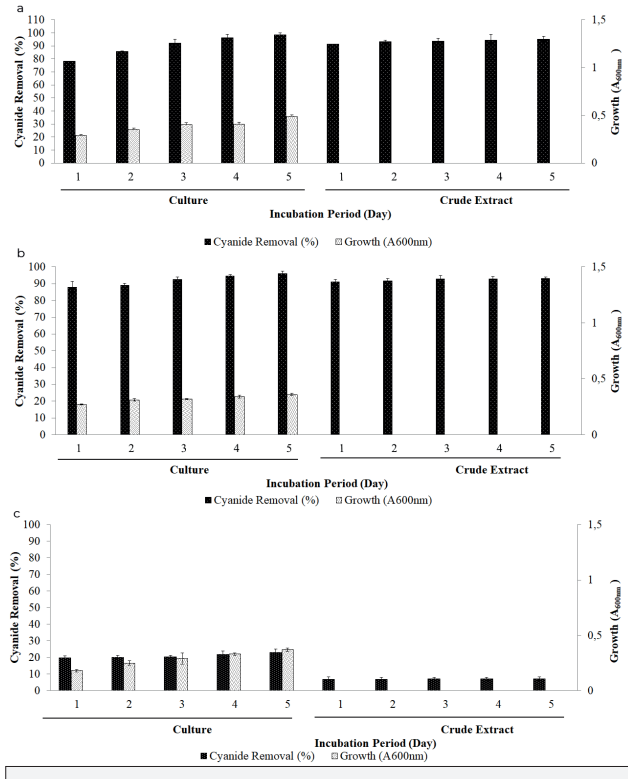 a
110
100
90
80
70
60
50
40
30
20
10
0
Cyanide Removal (%)
1,5
1
0,5
0
Growth (A600nm)
1 2 3 4 5 1 2 3 4 5
Culture Crude Extract
Incubation Period (Day)
Cyanide Removal (%) Growth (A600nm)
b
100
90
80
70
60
50
40
30
20
10
0
Cyanide Removal (%)
1,5
1
0,5
0
Growth (A600nm)
1 2 3 4 5 1 2 3 4 5
Culture Crude Extract
Incubation Period (Day)
Cyanide Removal (%) Growth (A600nm)
c
100
90
80
70
60
50
40
30
20
10
0
Cyanide Removal (%)
1,5
1
0,5
0
Growth (A600nm)
1 2 3 4 5 1 2 3 4 5
Culture Crude Extract
Incubation Period (Day)
Cyanide Removal (%) Growth (A600nm)